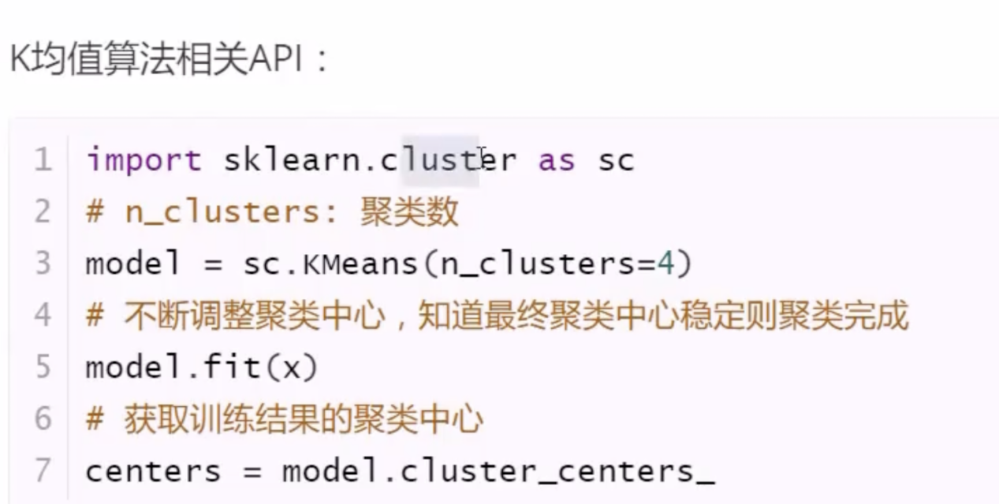 K均值算法相关API：
1 import sklearn.cluster as sc
2 # n_clusters: 聚类数
3 model = sc.KMeans(n_clusters=4)
4 # 不断调整聚类中心，知道最终聚类中心稳定则聚类完成
5 model.fit(x)
6 # 获取训练结果的聚类中心
7 centers = model.cluster_centers_